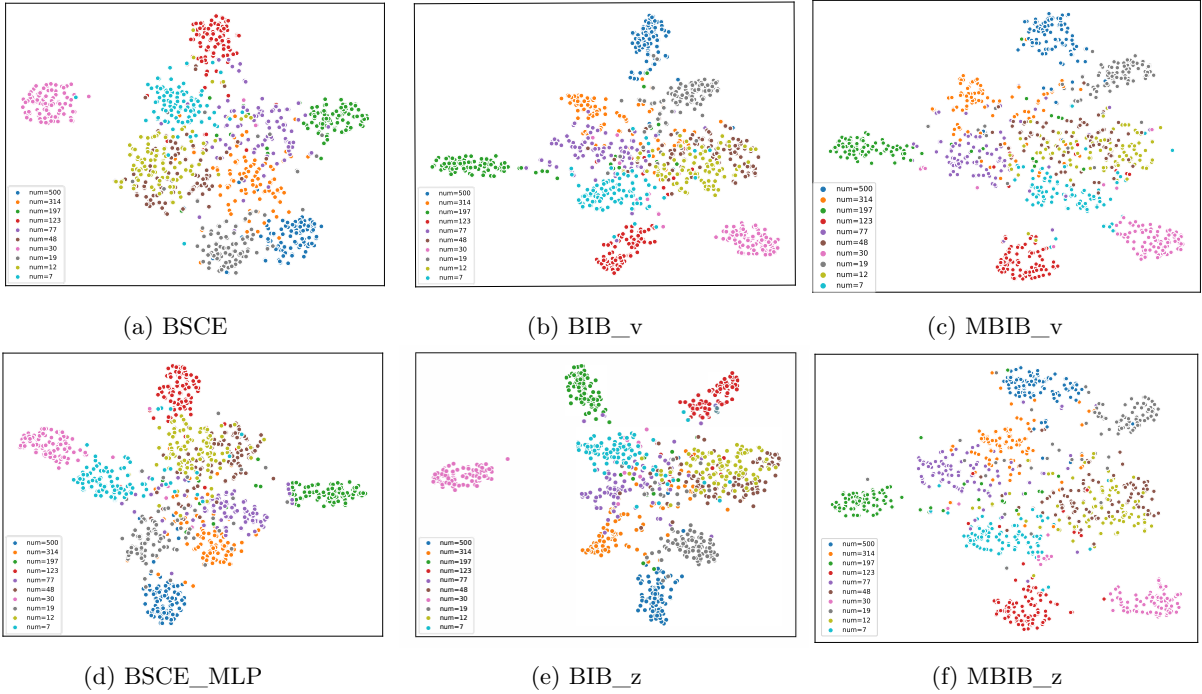 num=500
num=314
num=197
num=123
num=77
num=48
num=30
num=19
num=12
num=7
num=500
num=314
num=197
num=123
num=77
num=48
num=30
num=19
num=12
num=7
num=500
num=314
num=197
num=123
num=77
num=48
num=30
num=19
num=12
num=7
(a) BSCE
(b) BIB_v
(c) MBIB_v
num=500
num=314
num=197
num=123
num=77
num=48
num=30
num=19
num=12
num=7
num=500
num=314
num=197
num=123
num=77
num=48
num=30
num=19
num=12
num=7
num=500
num=314
num=197
num=123
num=77
num=48
num=30
num=19
num=12
num=7
(d) BSCE_MLP
(e) BIB_z
(f) MBIB_z